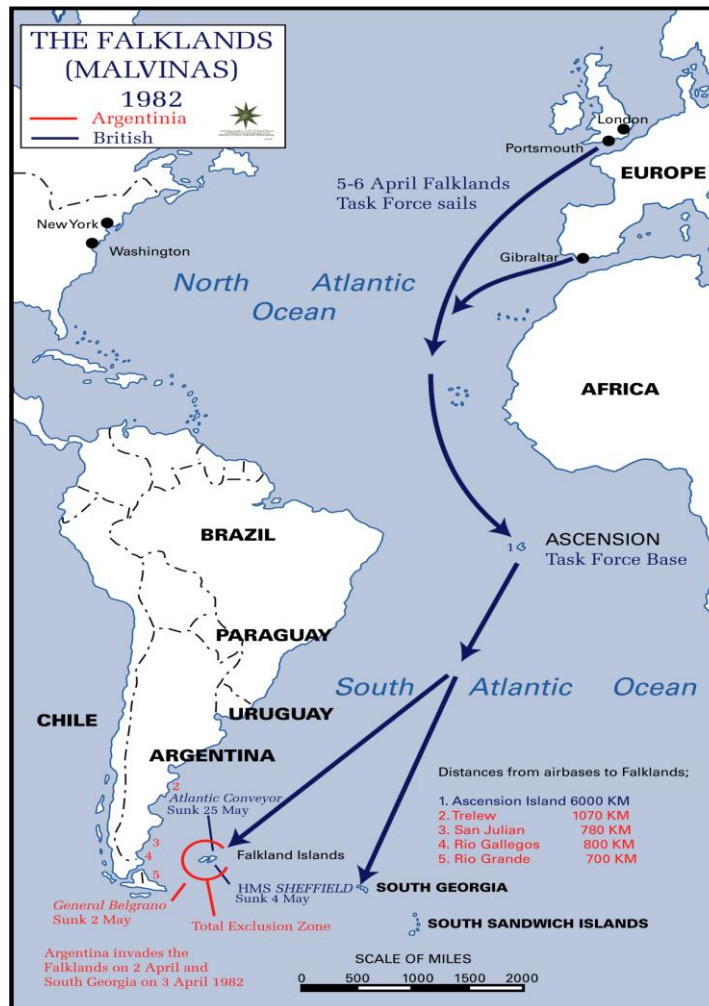 THE FALKLANDS
(MALVINAS)
1982
Argentinia
British
London
Portsmouth
EUROPE
5-6 April Falklands
Task Force sails
New York
Washington
Gibraltar
North Atlantic
Ocean
AFRICA
BRAZIL
1
ASCENSION
Task Force Base
PARAGUAY
South Atlantic Ocean
CHILE
URUGUAY
ARGENTINA
2
Atlantic Conveyor
Sunk 25 May
3
4
5
Falkland Islands
HMS SHEFFIELD
Sunk 4 May
General Belgrano
Sunk 2 May
Total Exclusion Zone
Distances from airbases to Falklands;
1. Ascension Island 6000 KM
2. Trelew 1070 KM
3. San Julian 780 KM
4. Rio Gallegos 800 KM
5. Rio Grande 700 KM
SOUTH GEORGIA
SOUTH SANDWICH ISLANDS
Argentina invades the
Falklands on 2 April and
South Georgia on 3 April 1982
SCALE OF MILES
0 500 1000 1500 2000